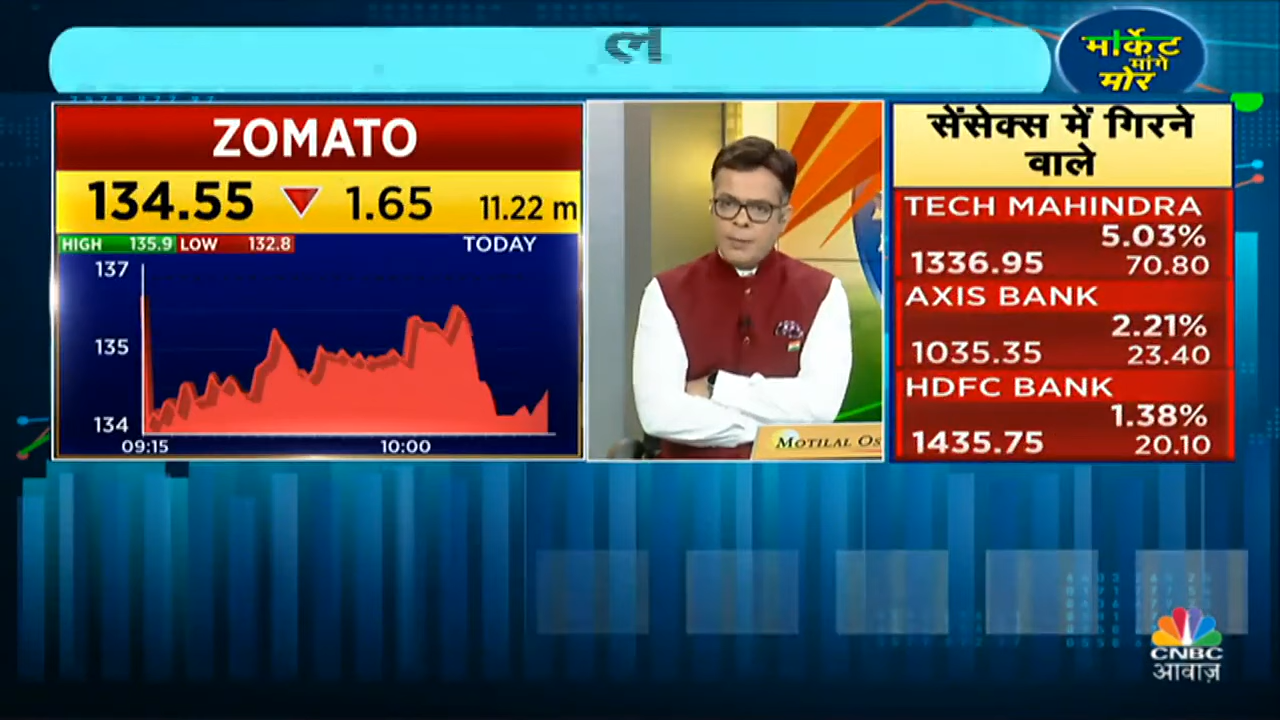 ल
मार्केट
मांगे
मोर
ZOMATO
134.55 1.65 11.22 m
HIGH 135.9 LOW 132.8 TODAY
137
135
134
09:15 10:00
MOTILAL OS
सेंसेक्स में गिरने
वाले
TECH MAHINDRA
5.03%
1336.95 70.80
AXIS BANK
2.21%
1035.35 23.40
HDFC BANK
1.38%
1435.75 20.10
CNBC
आवाज़